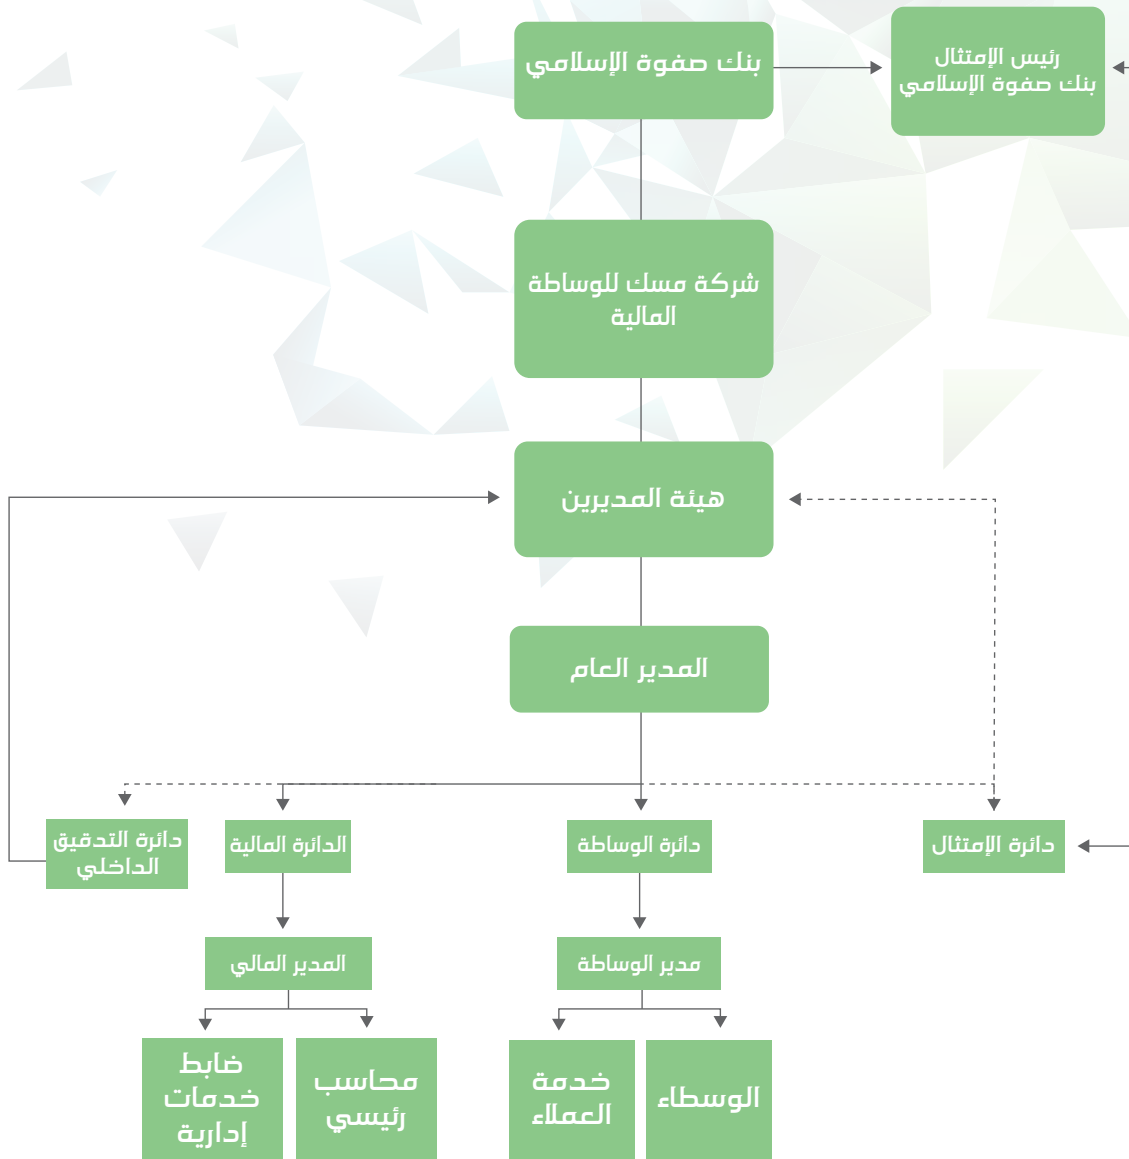 بنك صفوة الإسلامي
رئيس الإمتثال
بنك صفوة الإسلامي
شركة مسك للوساطة
المالية
هيئة المديرين
المدير العام
دائرة الإمتثال
دائرة الوساطة
الدائرة المالية
دائرة التدقيق
الداخلي
مدير الوساطة
المدير المالي
الوسطاء
خدمة
العملاء
محاسب
رئيسي
ضابط
خدمات
إدارية